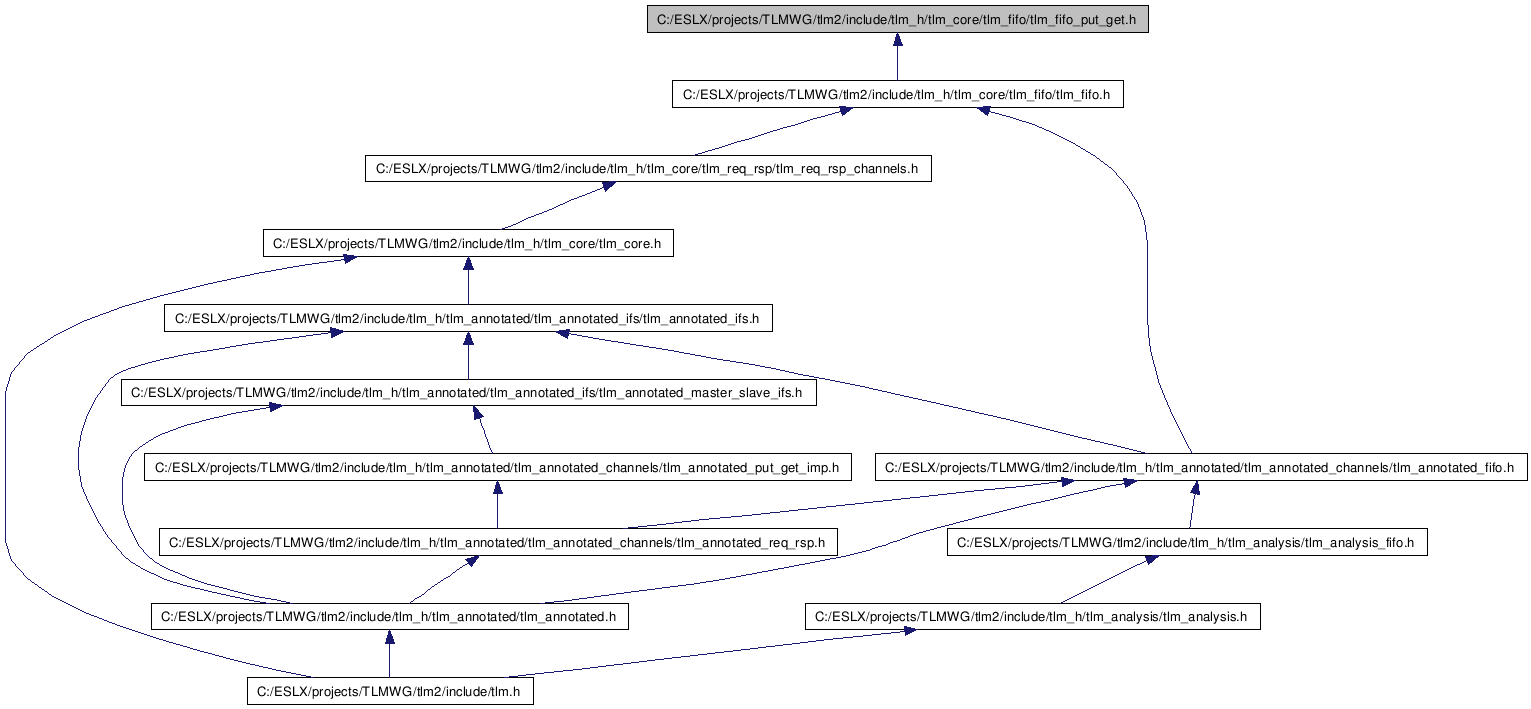 C:/ESLX/projects/TLMWG/tlm2/include/tlm_h/tlm_core/tlm_fifo/tlm_fifo_put_get.h
C:/ESLX/projects/TLMWG/tlm2/include/tlm_h/tlm_core/tlm_fifo/tlm_fifo.h
C:/ESLX/projects/TLMWG/tlm2/include/tlm_h/tlm_core/tlm_req_rsp/tlm_req_rsp_channels.h
C:/ESLX/projects/TLMWG/tlm2/include/tlm_h/tlm_core/tlm_core.h
C:/ESLX/projects/TLMWG/tlm2/include/tlm_h/tlm_annotated/tlm_annotated_ifs/tlm_annotated_ifs.h
C:/ESLX/projects/TLMWG/tlm2/include/tlm_h/tlm_annotated/tlm_annotated_ifs/tlm_annotated_master_slave_ifs.h
C:/ESLX/projects/TLMWG/tlm2/include/tlm_h/tlm_annotated/tlm_annotated_channels/tlm_annotated_put_get_imp.h
C:/ESLX/projects/TLMWG/tlm2/include/tlm_h/tlm_annotated/tlm_annotated_channels/tlm_annotated_fifo.h
C:/ESLX/projects/TLMWG/tlm2/include/tlm_h/tlm_annotated/tlm_annotated_channels/tlm_annotated_req_rsp.h
C:/ESLX/projects/TLMWG/tlm2/include/tlm_h/tlm_analysis/tlm_analysis_fifo.h
C:/ESLX/projects/TLMWG/tlm2/include/tlm_h/tlm_annotated/tlm_annotated.h
C:/ESLX/projects/TLMWG/tlm2/include/tlm_h/tlm_analysis/tlm_analysis.h
C:/ESLX/projects/TLMWG/tlm2/include/tlm.h